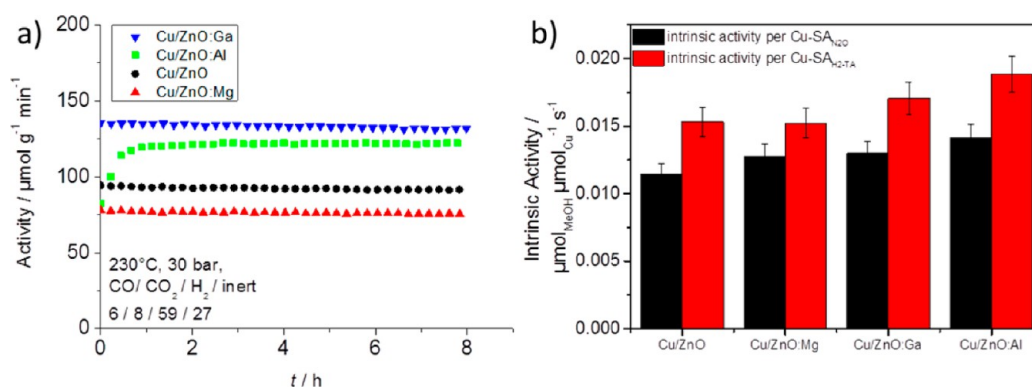 a)
150
125
100
75
50
25
0
Activity / µmol g⁻¹ min⁻¹
Cu/ZnO:Ga
Cu/ZnO:Al
Cu/ZnO
Cu/ZnO:Mg
230°C, 30 bar,
CO/ CO₂ / H₂ / inert
6 / 8 / 59 / 27
0 2 4 6 8
t / h
b)
Intrinsic Activity /
µmol_MeOH µmol_Cu⁻¹ s⁻¹
0.020
0.015
0.010
0.005
0.000
intrinsic activity per Cu-SA_N2O
intrinsic activity per Cu-SA_H2-TA
Cu/ZnO Cu/ZnO:Mg Cu/ZnO:Ga Cu/ZnO:Al